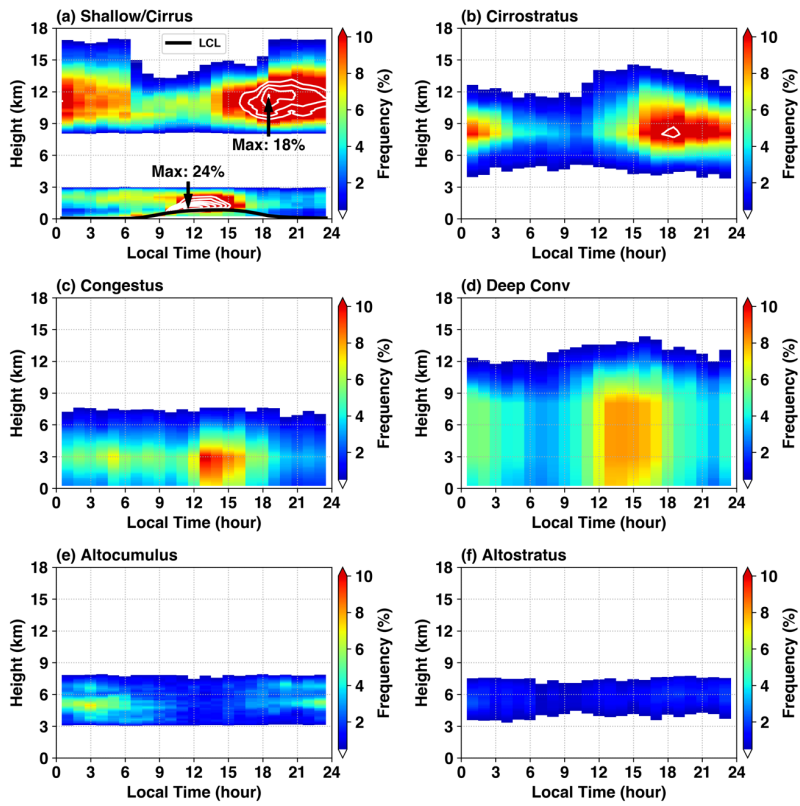 (a) Shallow/Cirrus
18
15
12
9
6
3
0
Height (km)
LCL
Max: 18%
Max: 24%
0 3 6 9 12 15 18 21 24
Local Time (hour)
10
8
6
4
2
Frequency (%)
(b) Cirrostratus
18
15
12
9
6
3
0
Height (km)
0 3 6 9 12 15 18 21 24
Local Time (hour)
10
8
6
4
2
Frequency (%)
(c) Congestus
18
15
12
9
6
3
0
Height (km)
0 3 6 9 12 15 18 21 24
Local Time (hour)
10
8
6
4
2
Frequency (%)
(d) Deep Conv
18
15
12
9
6
3
0
Height (km)
0 3 6 9 12 15 18 21 24
Local Time (hour)
10
8
6
4
2
Frequency (%)
(e) Altocumulus
18
15
12
9
6
3
0
Height (km)
0 3 6 9 12 15 18 21 24
Local Time (hour)
10
8
6
4
2
Frequency (%)
(f) Altostratus
18
15
12
9
6
3
0
Height (km)
0 3 6 9 12 15 18 21 24
Local Time (hour)
10
8
6
4
2
Frequency (%)